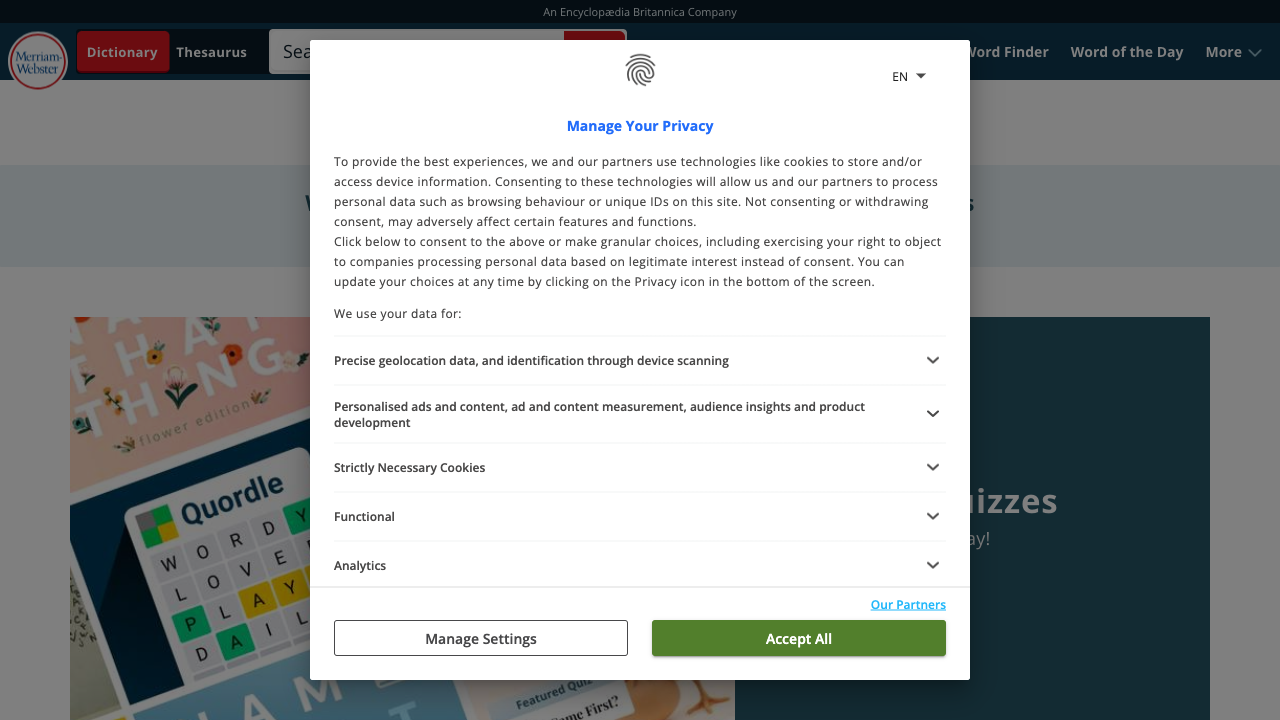 An Encyclopædia Britannica Company
Merriam-
Webster
Dictionary
Thesaurus
Sea
Word Finder
Word of the Day
More
EN
Manage Your Privacy
To provide the best experiences, we and our partners use technologies like cookies to store and/or
access device information. Consenting to these technologies will allow us and our partners to process
personal data such as browsing behaviour or unique IDs on this site. Not consenting or withdrawing
consent, may adversely affect certain features and functions.
Click below to consent to the above or make granular choices, including exercising your right to object
to companies processing personal data based on legitimate interest instead of consent. You can
update your choices at any time by clicking on the Privacy icon in the bottom of the screen.
We use your data for:
Precise geolocation data, and identification through device scanning
Personalised ads and content, ad and content measurement, audience insights and product
development
Strictly Necessary Cookies
Functional
Analytics
Our Partners
Manage Settings
Accept All
THAT
THING
flower edition
Quordle
WORDY
LOVE
PLAY
DAIL
uizzes
ay!
Featured Qui
ame First?